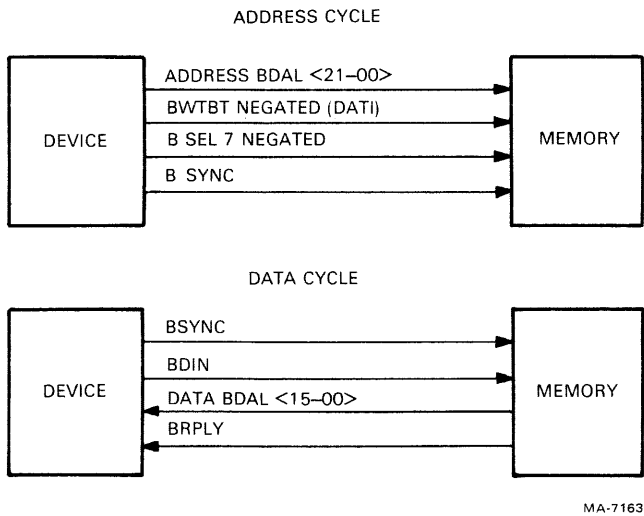 ADDRESS CYCLE
ADDRESS BDAL <21–00>
BWTBT NEGATED (DATI)
DEVICE
B SEL 7 NEGATED
MEMORY
B SYNC
DATA CYCLE
BSYNC
BDIN
DEVICE
DATA BDAL <15–00>
MEMORY
BRPLY
MA-7163